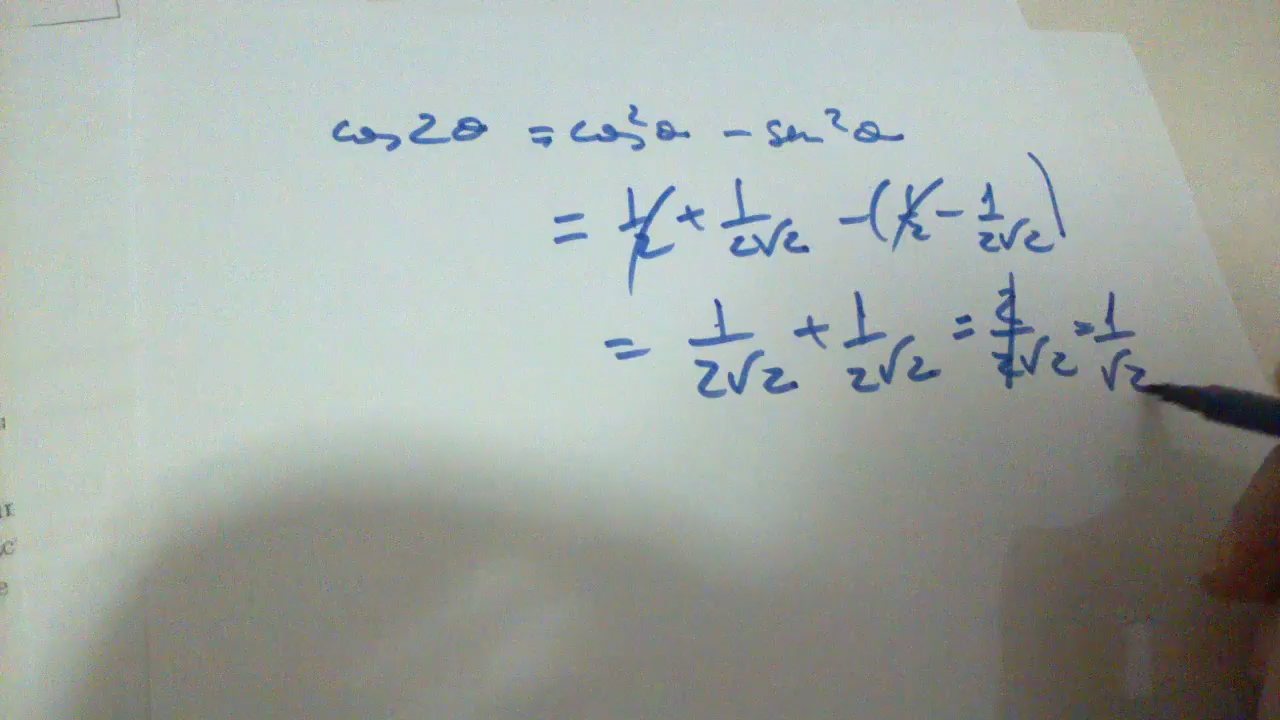 cos2θ = cos²θ - sen²θ
= 1/2 + 1/2√2 -(1/2 - 1/2√2)
= 1/2√2 + 1/2√2 = 2/2√2 = 1/√2